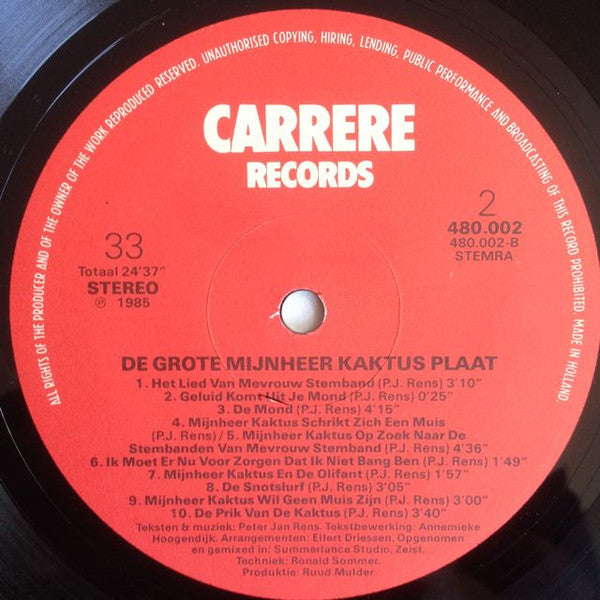 ALL RIGHTS OF THE PRODUCER AND OF THE OWNER OF THE WORK REPRODUCED RESERVED. UNAUTHORISED COPYING, HIRING, LENDING, PUBLIC PERFORMANCE AND BROADCASTING OF THIS RECORD PROHIBITED. MADE IN HOLLAND.
CARRERE
RECORDS
33
Totaal 24'37"
STEREO
℗ 1985
2
480.002
480.002-B
STEMRA
DE GROTE MIJNHEER KAKTUS PLAAT
1. Het Lied Van Mevrouw Stemband (P.J. Rens) 3'10"
2. Geluid Komt Uit Je Mond (P.J. Rens) 0'25"
3. De Mond (P.J. Rens) 4'15"
4. Mijnheer Kaktus Schrikt Zich Een Muis
(P.J. Rens) / 5. Mijnheer Kaktus Op Zoek Naar De
Stembanden Van Mevrouw Stemband (P.J. Rens) 4'36"
6. Ik Moet Er Nu Voor Zorgen Dat Ik Niet Bang Ben (P.J. Rens) 1'49"
7. Mijnheer Kaktus En De Olifant (P.J. Rens) 1'57"
8. De Snotslurf (P.J. Rens) 3'05"
9. Mijnheer Kaktus Wil Geen Muis Zijn (P.J. Rens) 3'00"
10. De Prik Van De Kaktus (P.J. Rens) 3'40"
Teksten & muziek: Peter Jan Rens. Tekstbewerking: Annemieke
Hoogendijk. Arrangementen: Ellert Driessen. Opgenomen
en gemixed in: Summerlance Studio, Zeist.
Techniek: Ronald Sommer.
Produktie: Ruud Mulder